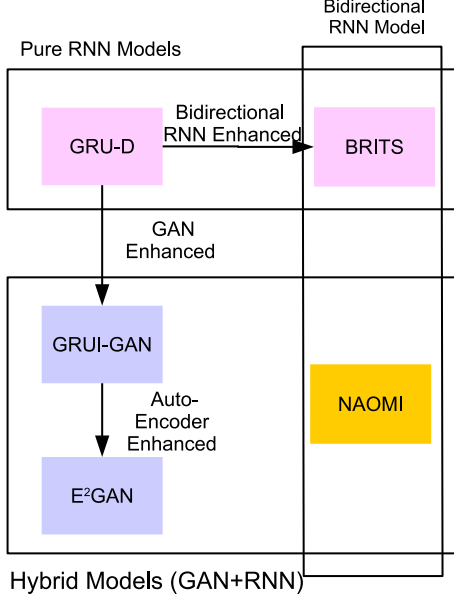 Bidirectional
RNN Model
Pure RNN Models
GRU-D
Bidirectional
RNN Enhanced
BRITS
GAN
Enhanced
GRUI-GAN
Auto-
Encoder
Enhanced
NAOMI
E²GAN
Hybrid Models (GAN+RNN)